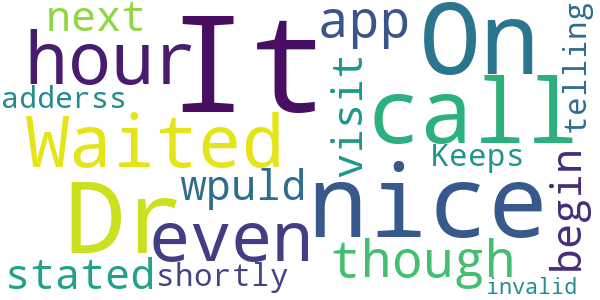 next
hour
It
app
On
telling
adderss
Waited
visit
call
Keeps
Dr
wpuld
nice
begin
even
though
stated
shortly
invalid